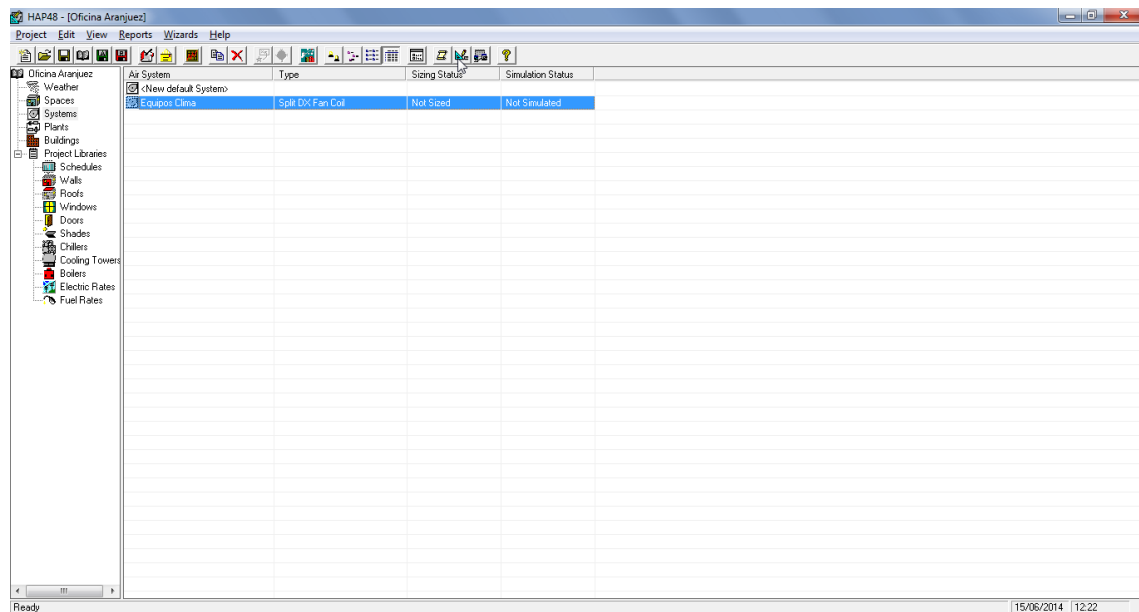 HAP48 - [Oficina Aranjuez]
Project Edit View Reports Wizards Help
Oficina Aranjuez
Weather
Spaces
Systems
Plants
Buildings
Project Libraries
Schedules
Walls
Roofs
Windows
Doors
Shades
Chillers
Cooling Towers
Boilers
Electric Rates
Fuel Rates
Air System Type Sizing Status Simulation Status
<New default System>
Equipos Clima Split DX Fan Coil Not Sized Not Simulated
Ready 15/06/2014 12:22